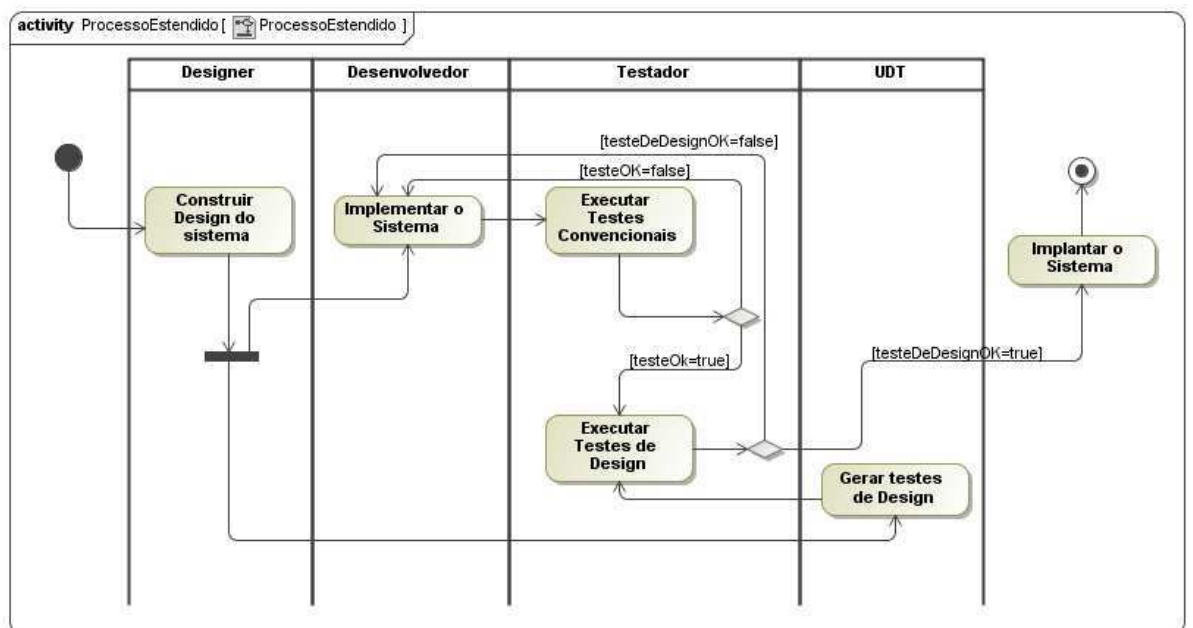 activity ProcessoEstendido [ ProcessoEstendido ]
Designer
Desenvolvedor
Testador
UDT
[testeDeDesignOK=false]
[testeOK=false]
Construir
Design do
sistema
Implementar o
Sistema
Executar
Testes
Convencionais
Implantar o
Sistema
[testeOk=true]
[testeDeDesignOK=true]
Executar
Testes de
Design
Gerar testes
de Design